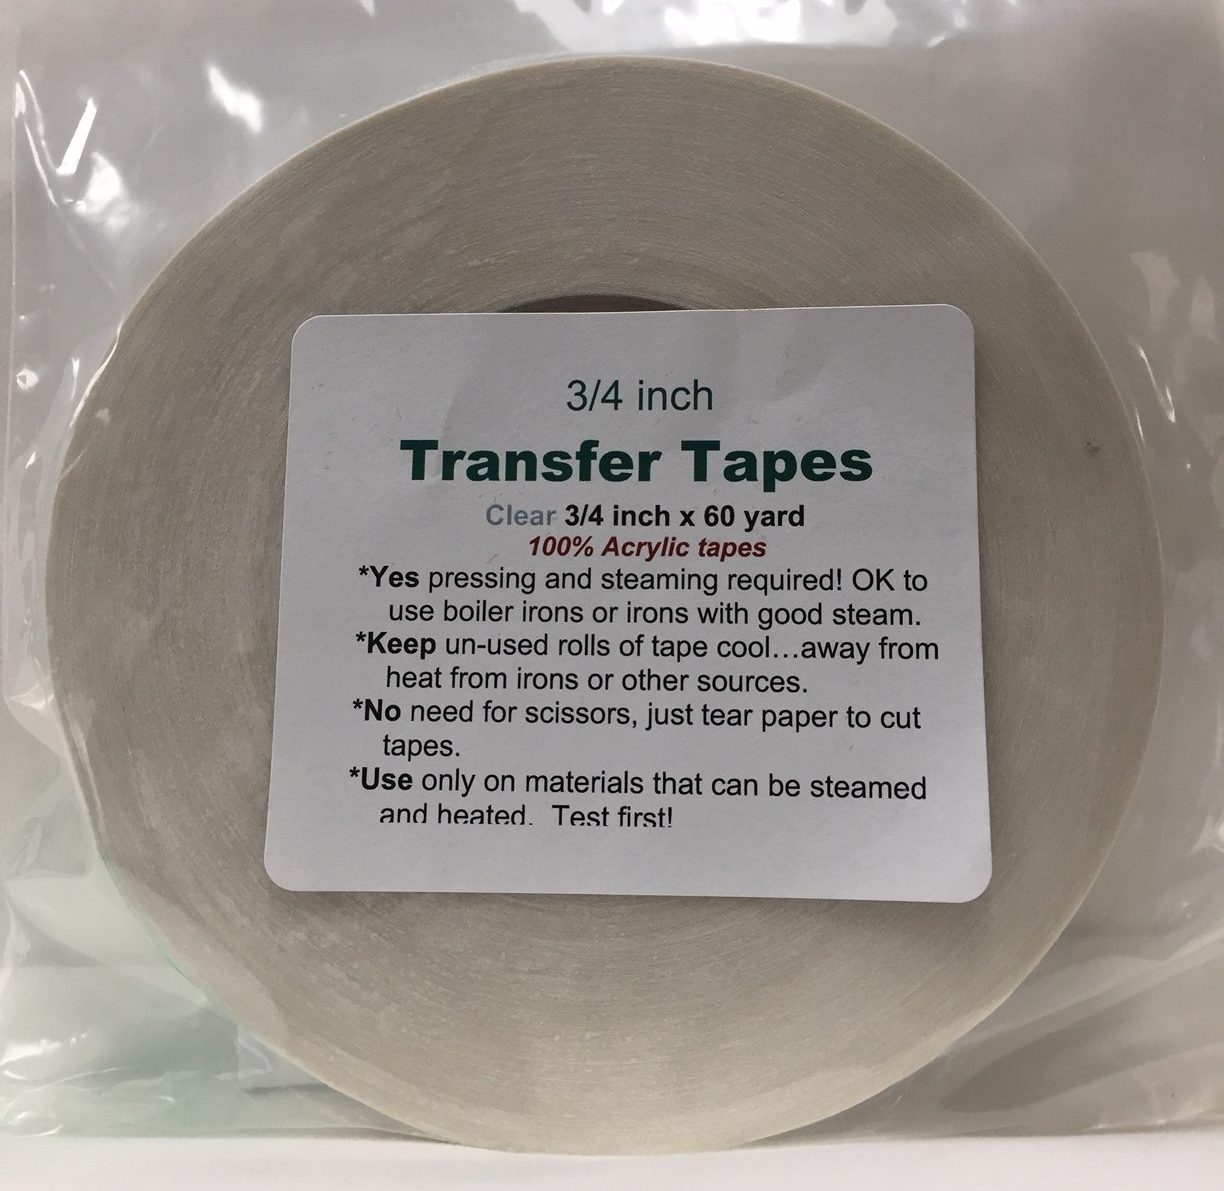 3/4 inch
Transfer Tapes
Clear 3/4 inch x 60 yard
100% Acrylic tapes
*Yes pressing and steaming required! OK to
use boiler irons or irons with good steam.
*Keep un-used rolls of tape cool...away from
heat from irons or other sources.
*No need for scissors, just tear paper to cut
tapes.
*Use only on materials that can be steamed
and heated. Test first!